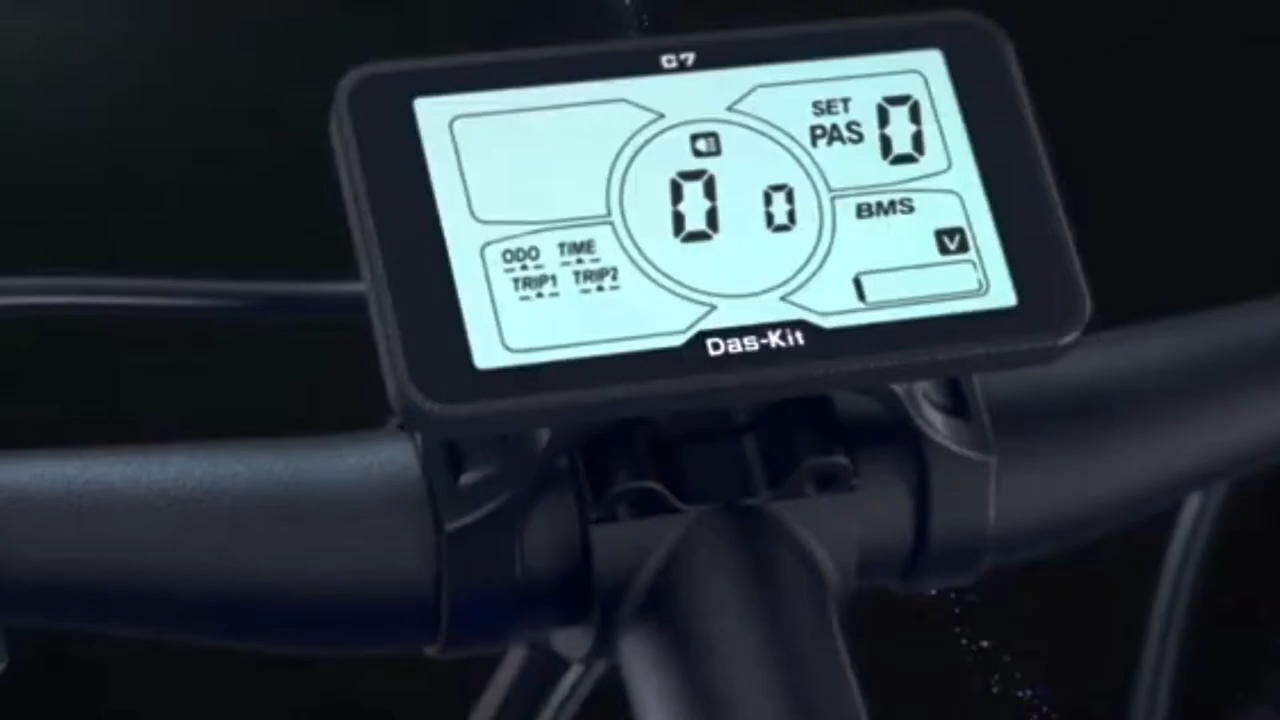 C7
SET
PAS 0
0 0
BMS
V
ODO TIME
TRIP1 TRIP2
Das-Kit